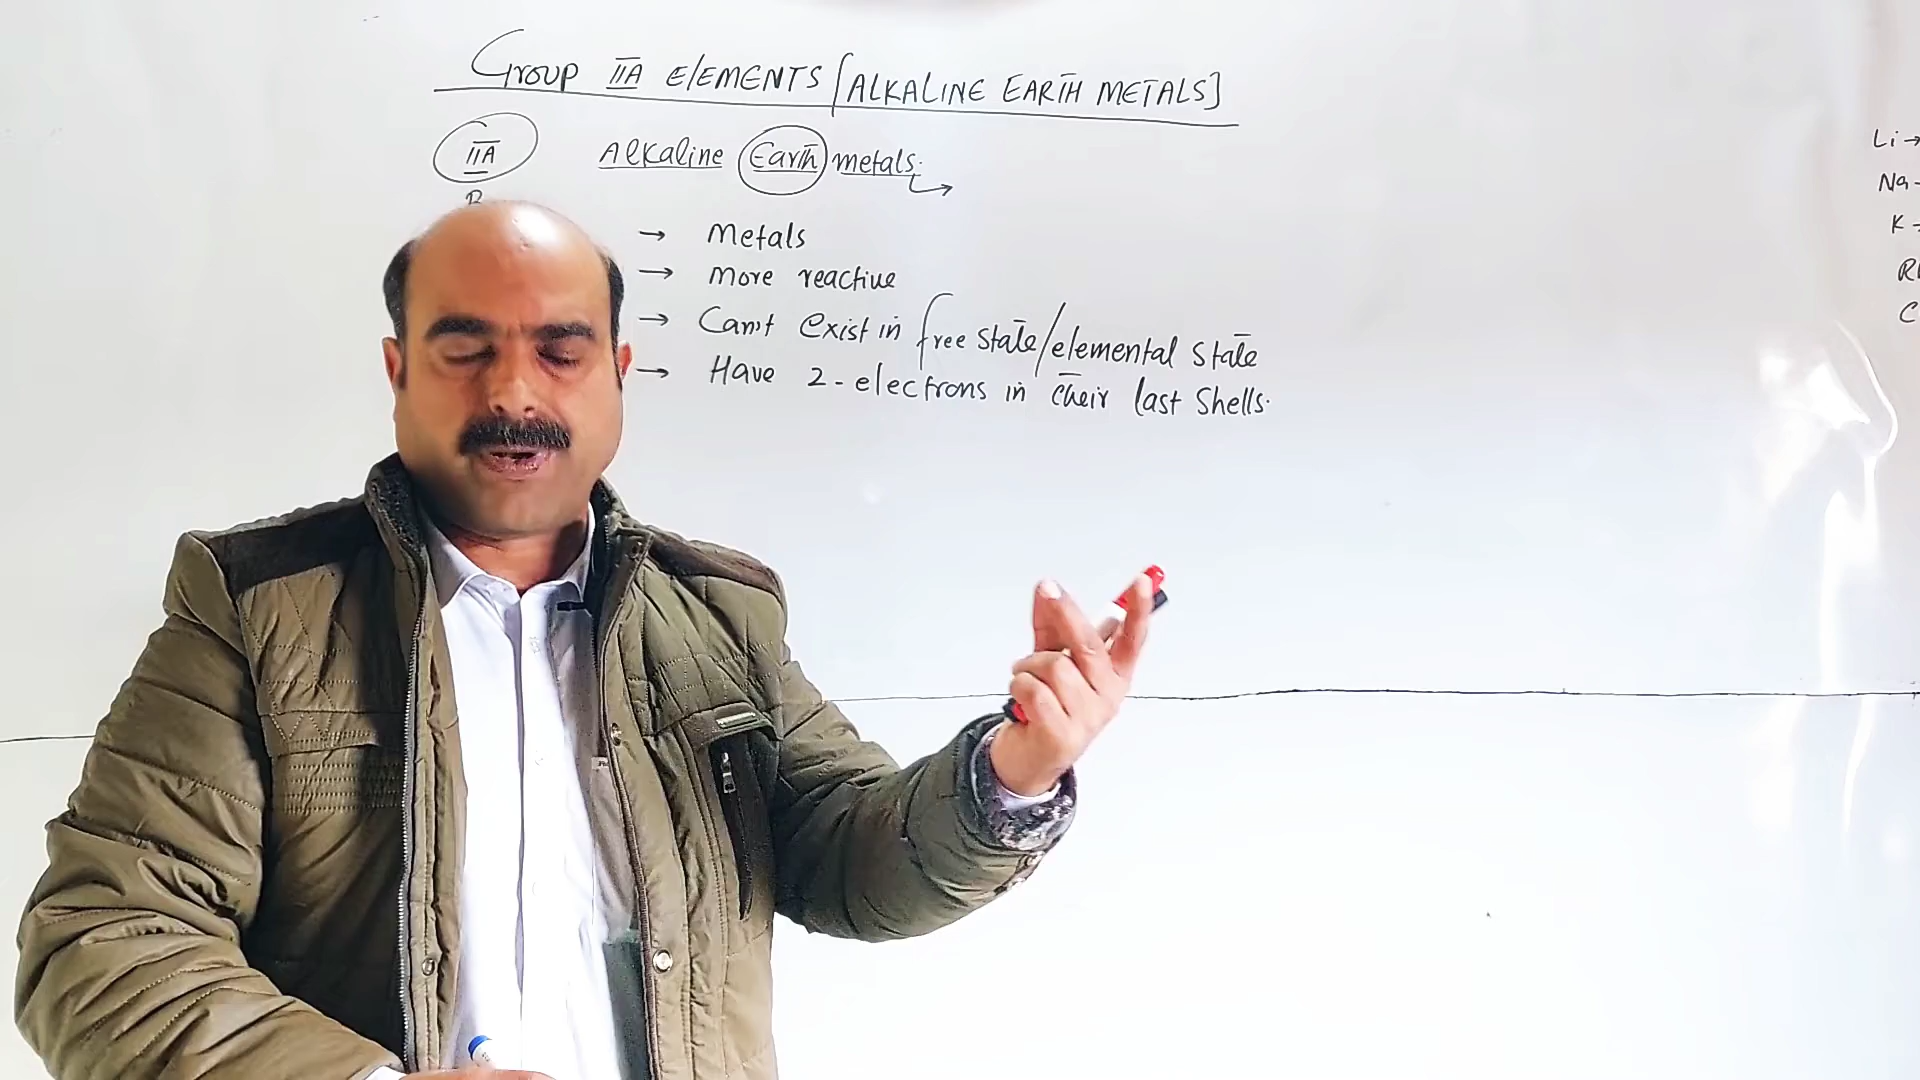 Group IIA Elements [ALKALINE EARTH METALS]
IIA
Alkaline Earth metals.
→ Metals
→ More reactive
→ Can't Exist in free state/elemental state
→ Have 2-electrons in their last shells.
Li →
Na -
K →